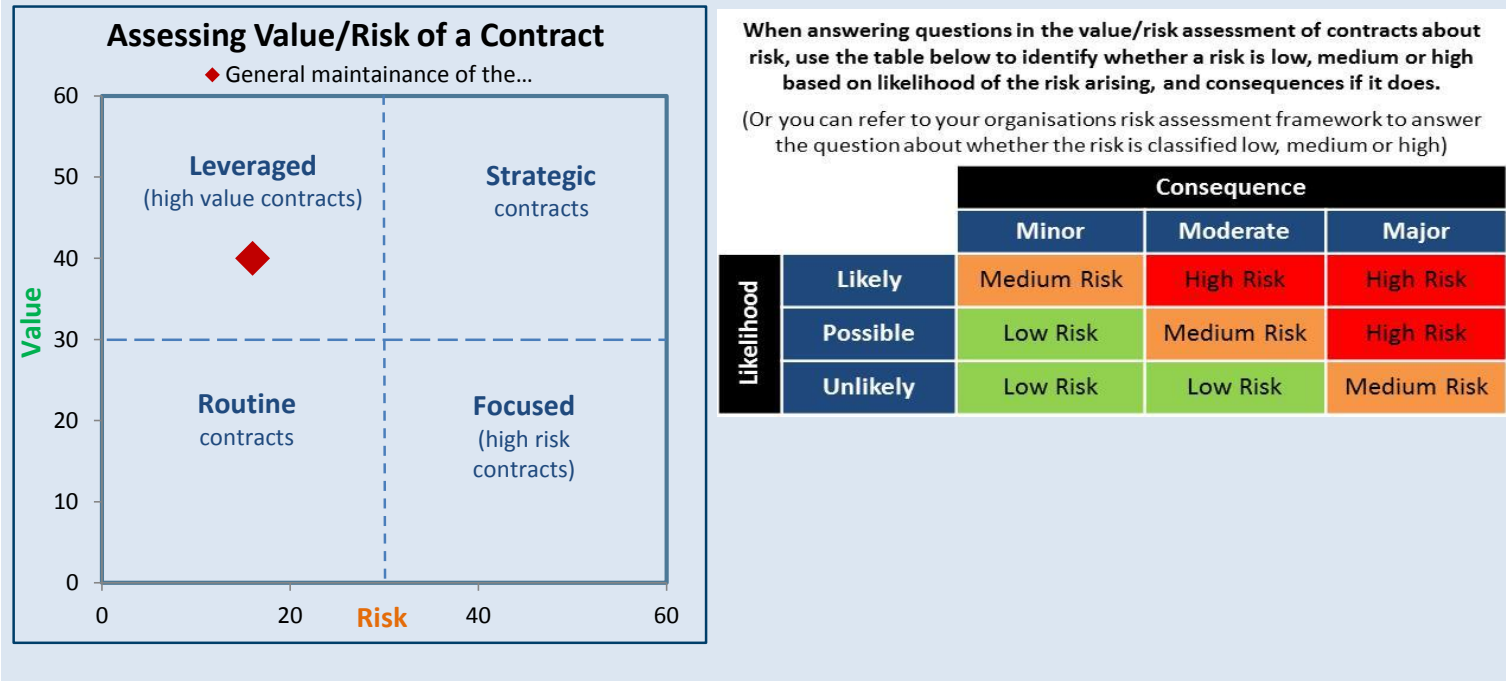 Assessing Value/Risk of a Contract
General maintainance of the...
60
50
40
30
20
10
0
Value
Leveraged
(high value contracts)
Strategic
contracts
Routine
contracts
Focused
(high risk
contracts)
0
20
Risk
40
60
When answering questions in the value/risk assessment of contracts about
risk, use the table below to identify whether a risk is low, medium or high
based on likelihood of the risk arising, and consequences if it does.
(Or you can refer to your organisations risk assessment framework to answer
the question about whether the risk is classified low, medium or high)
Consequence
Minor Moderate Major
Likelihood
Likely Medium Risk High Risk High Risk
Possible Low Risk Medium Risk High Risk
Unlikely Low Risk Low Risk Medium Risk